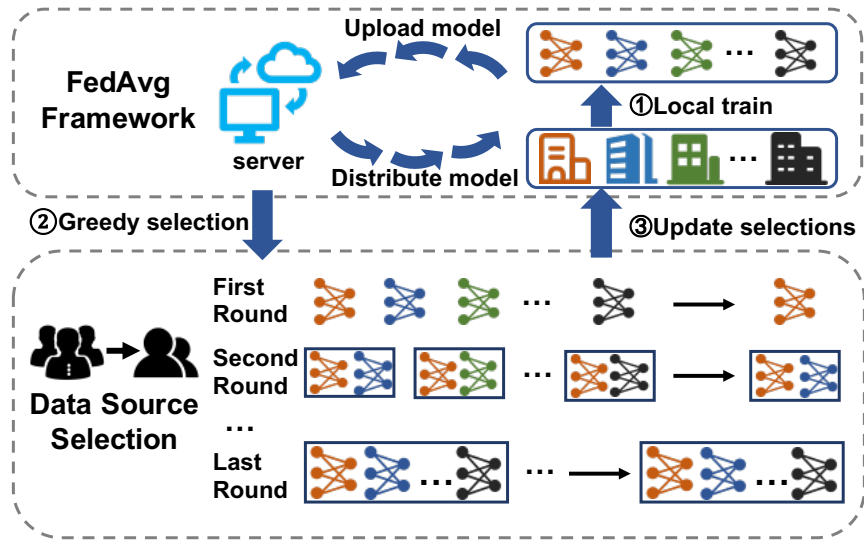 Upload model
FedAvg
Framework
server
Distribute model
...
①Local train
...
②Greedy selection
③Update selections
Data Source
Selection
First
Round
...
Second
Round
...
...
Last
Round
...
...
...